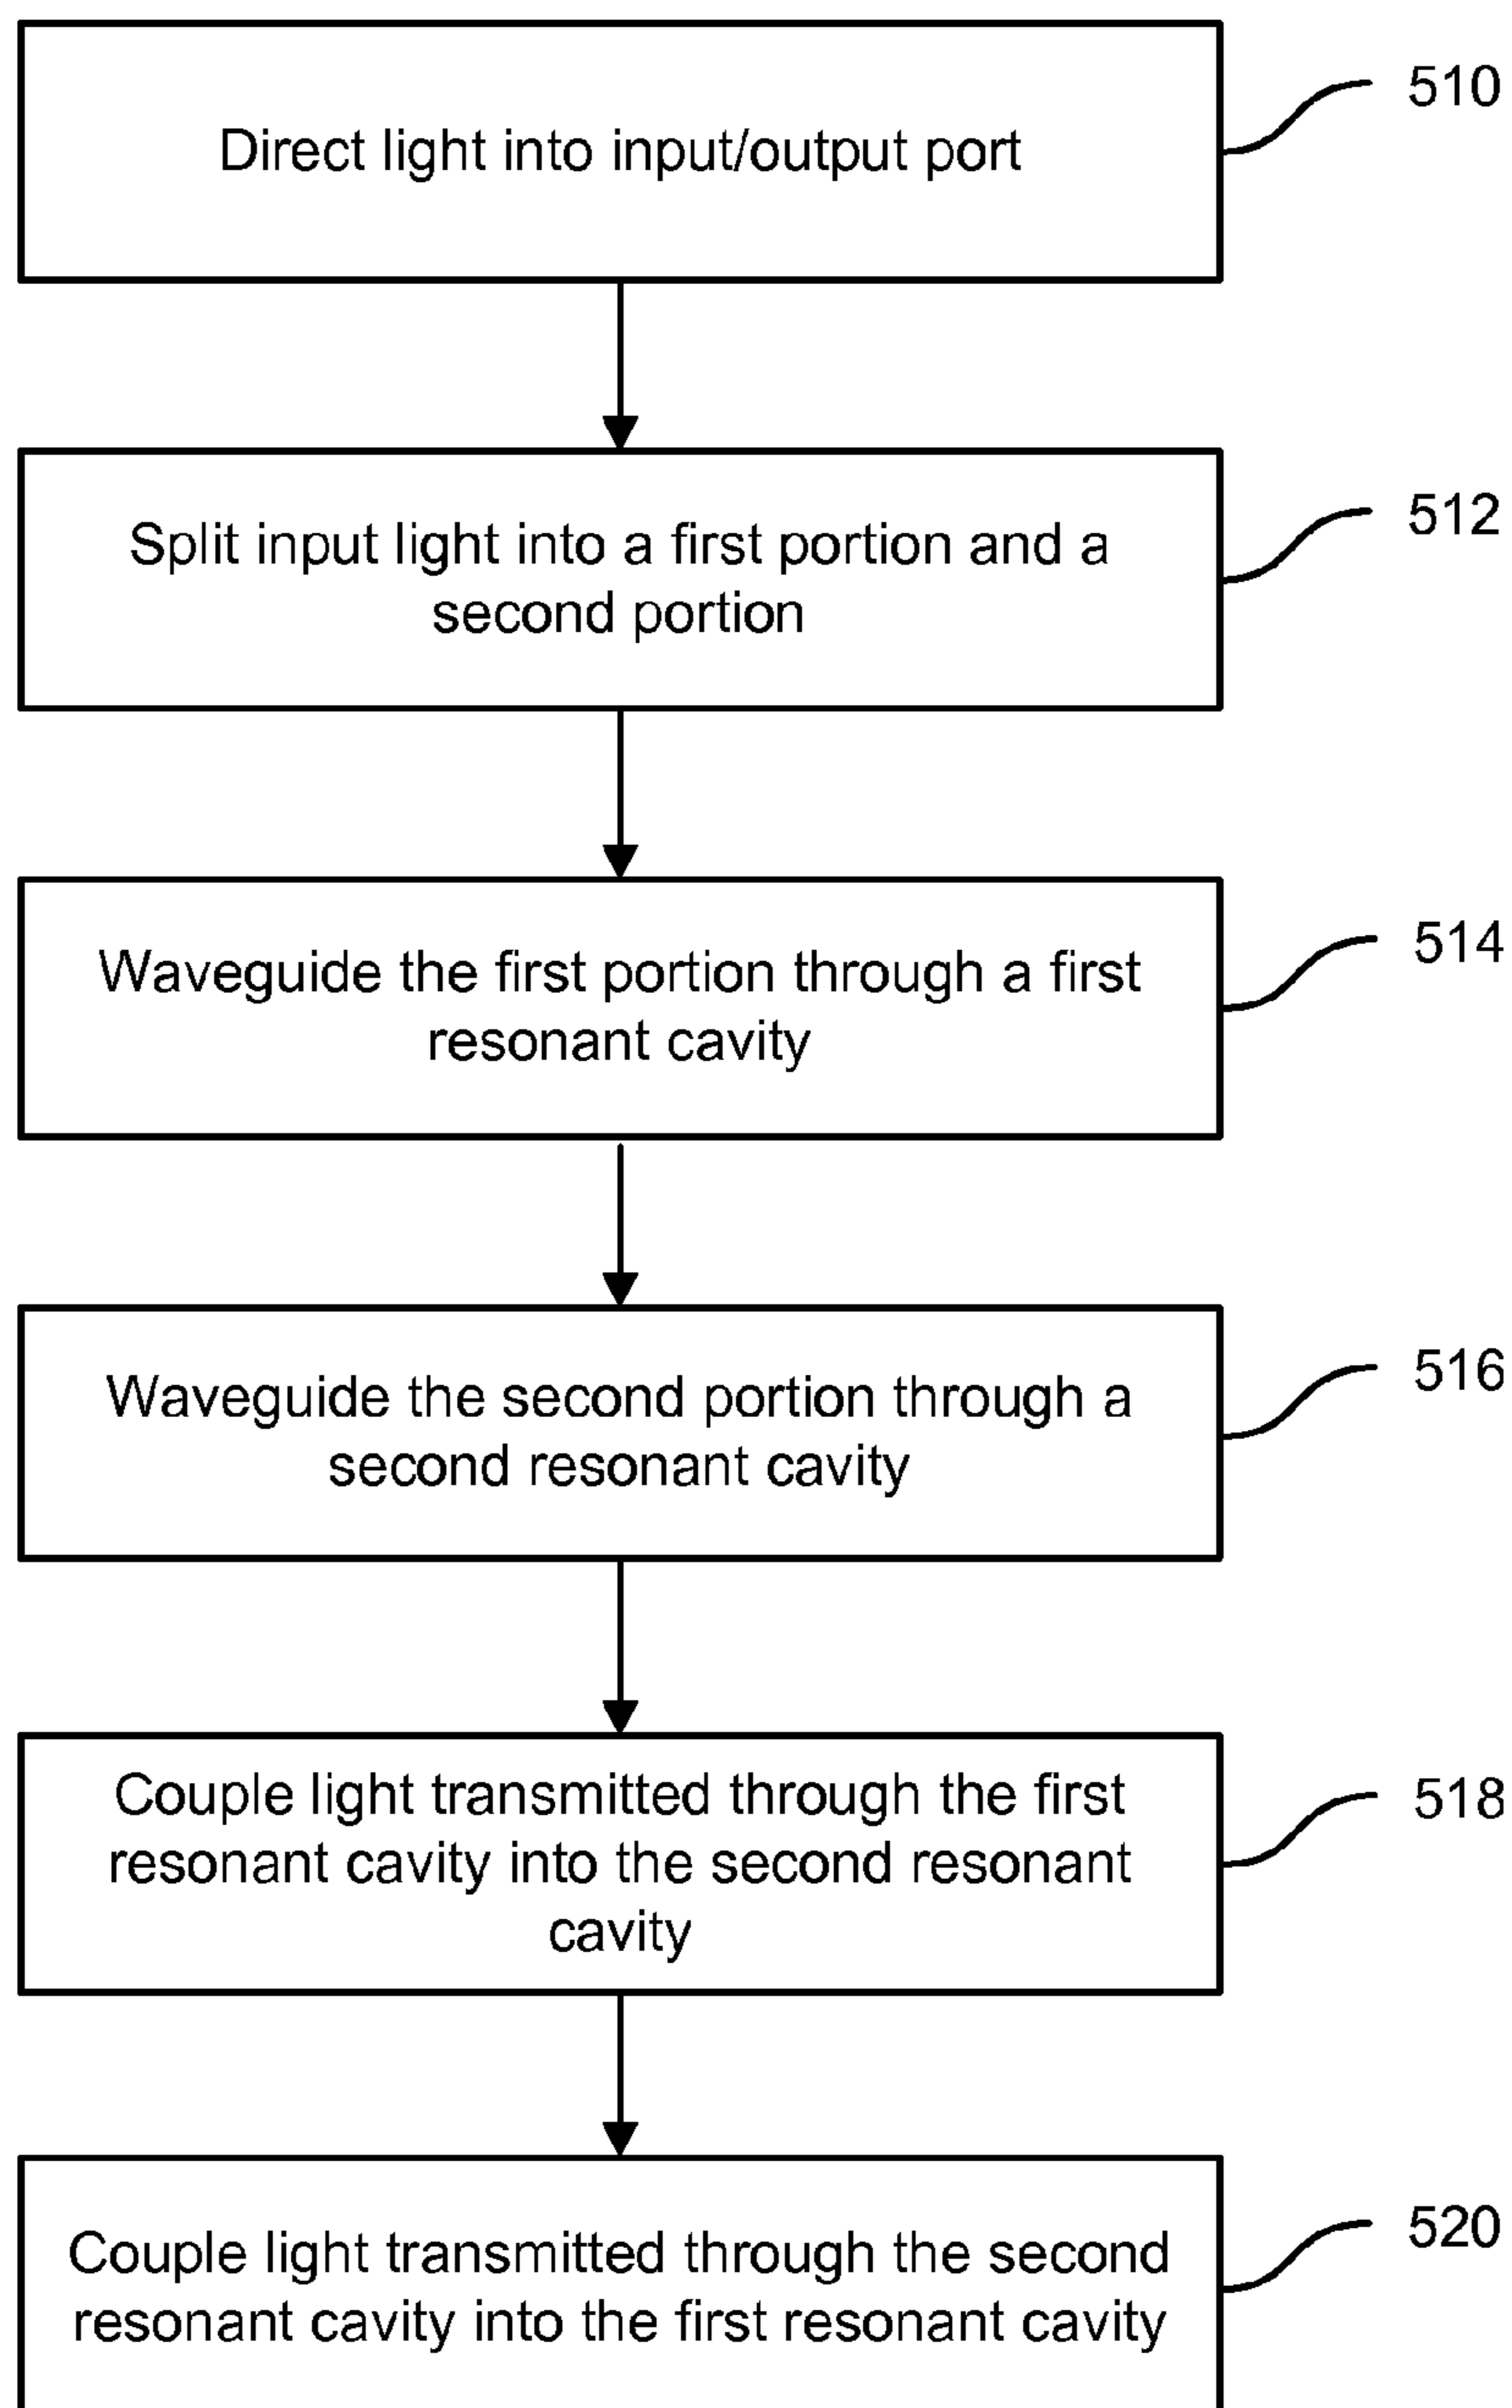 Direct light into input/output port
510
Split input light into a first portion and a
second portion
512
Waveguide the first portion through a first
resonant cavity
514
Waveguide the second portion through a
second resonant cavity
516
Couple light transmitted through the first
resonant cavity into the second resonant
cavity
518
Couple light transmitted through the second
resonant cavity into the first resonant cavity
520